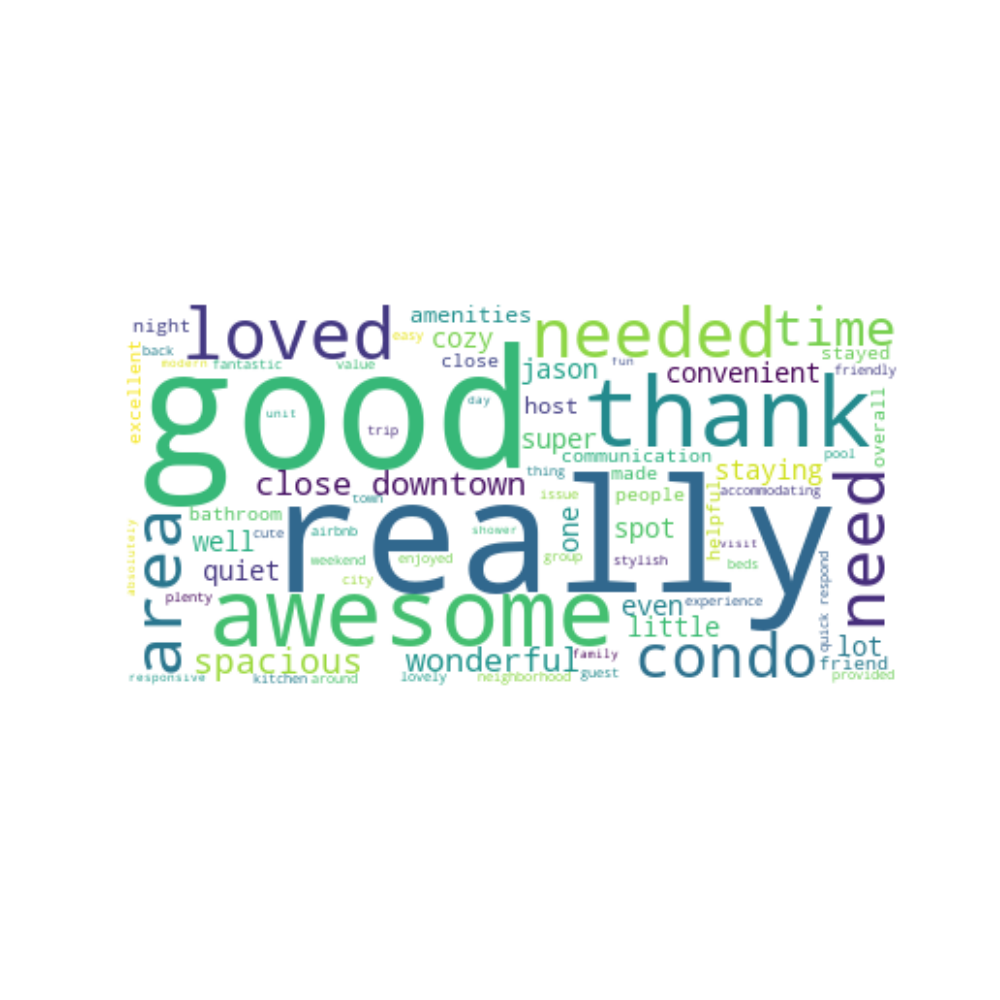 night
loved
easy
amenities
cozy
needed
time
back
modern
fantastic
value
close
jason
fun
convenient
stayed
friendly
excellent
good
unit
trip
day
host
super
thank
overall
pool
communication
close downtown
thing
made
staying
accommodating
town
issue
people
helpful
need
absolutely
area
bathroom
well
cute
airbnb
really
shower
one
spot
visit
quiet
weekend
enjoyed
group
stylish
beds
city
plenty
awesome
even
experience
quick respond
little
spacious
wonderful
family
condo
lot
friend
responsive
kitchen
around
lovely
neighborhood
guest
provided